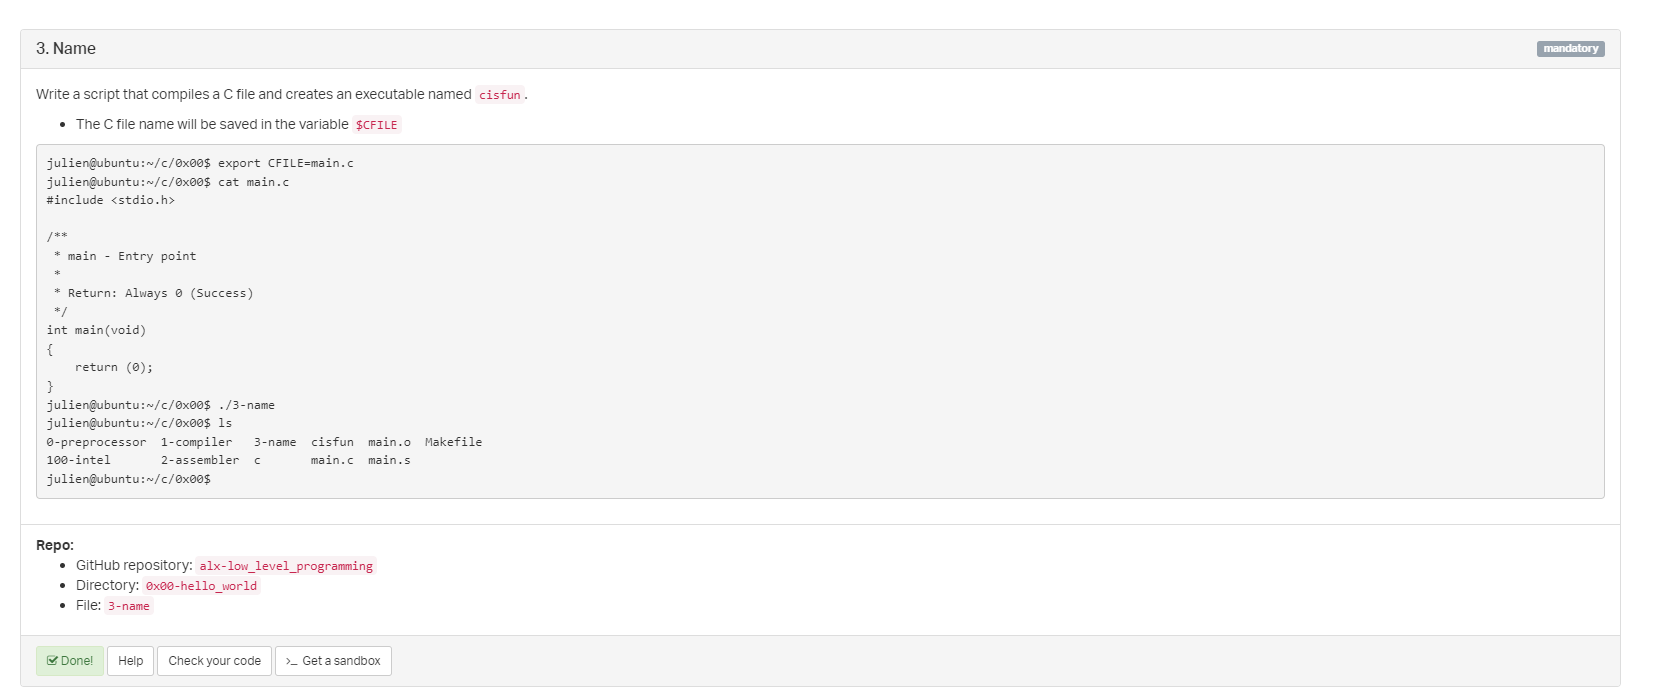 3. Name
mandatory
Write a script that compiles a C file and creates an executable named cisfun.
• The C file name will be saved in the variable $CFILE
julien@ubuntu:~/c/0x00$ export CFILE=main.c
julien@ubuntu:~/c/0x00$ cat main.c
#include <stdio.h>

/**
 * main - Entry point
 *
 * Return: Always 0 (Success)
 */
int main(void)
{
    return (0);
}
julien@ubuntu:~/c/0x00$ ./3-name
julien@ubuntu:~/c/0x00$ ls
0-preprocessor  1-compiler   3-name  cisfun  main.o  Makefile
100-intel       2-assembler  c       main.c  main.s
julien@ubuntu:~/c/0x00$
Repo:
• GitHub repository: alx-low_level_programming
• Directory: 0x00-hello_world
• File: 3-name
Done! Help Check your code >_ Get a sandbox